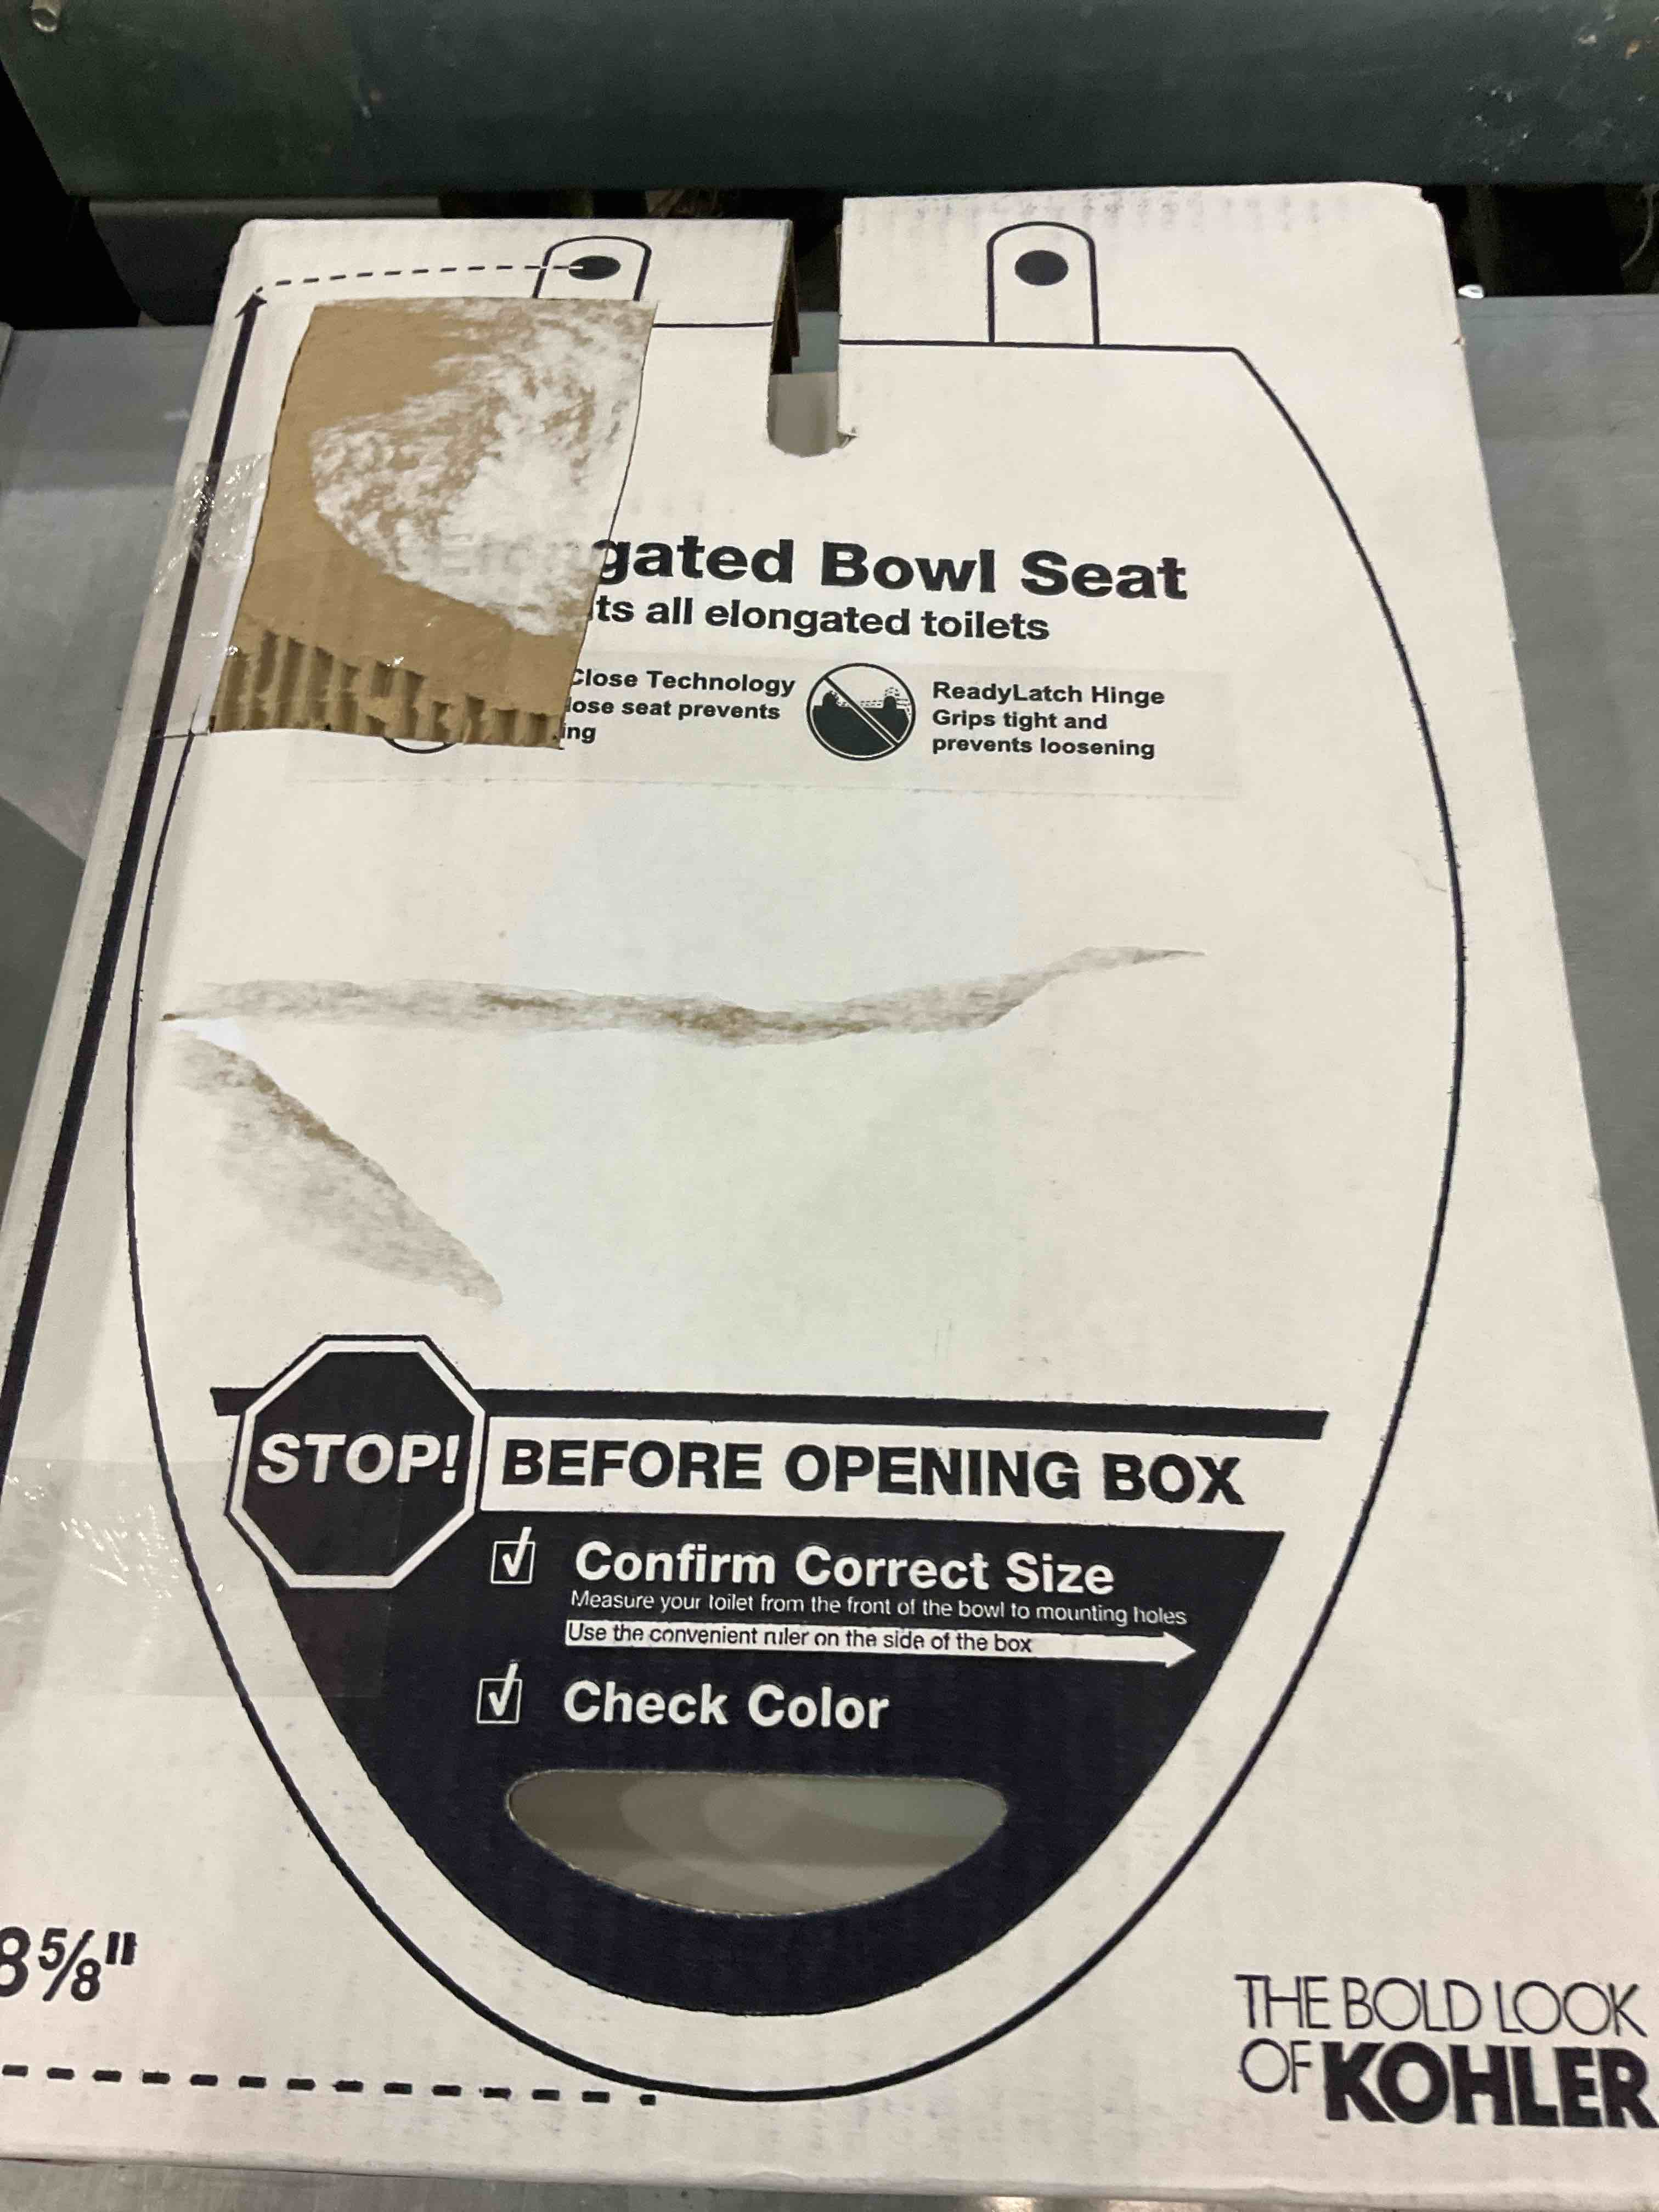 gated Bowl Seat
ts all elongated toilets
Close Technology
lose seat prevents
ing
ReadyLatch Hinge
Grips tight and
prevents loosening
STOP! BEFORE OPENING BOX
Confirm Correct Size
Measure your toilet from the front of the bowl to mounting holes
Use the convenient ruler on the side of the box
Check Color
8 5/8"
THE BOLD LOOK
OF KOHLER